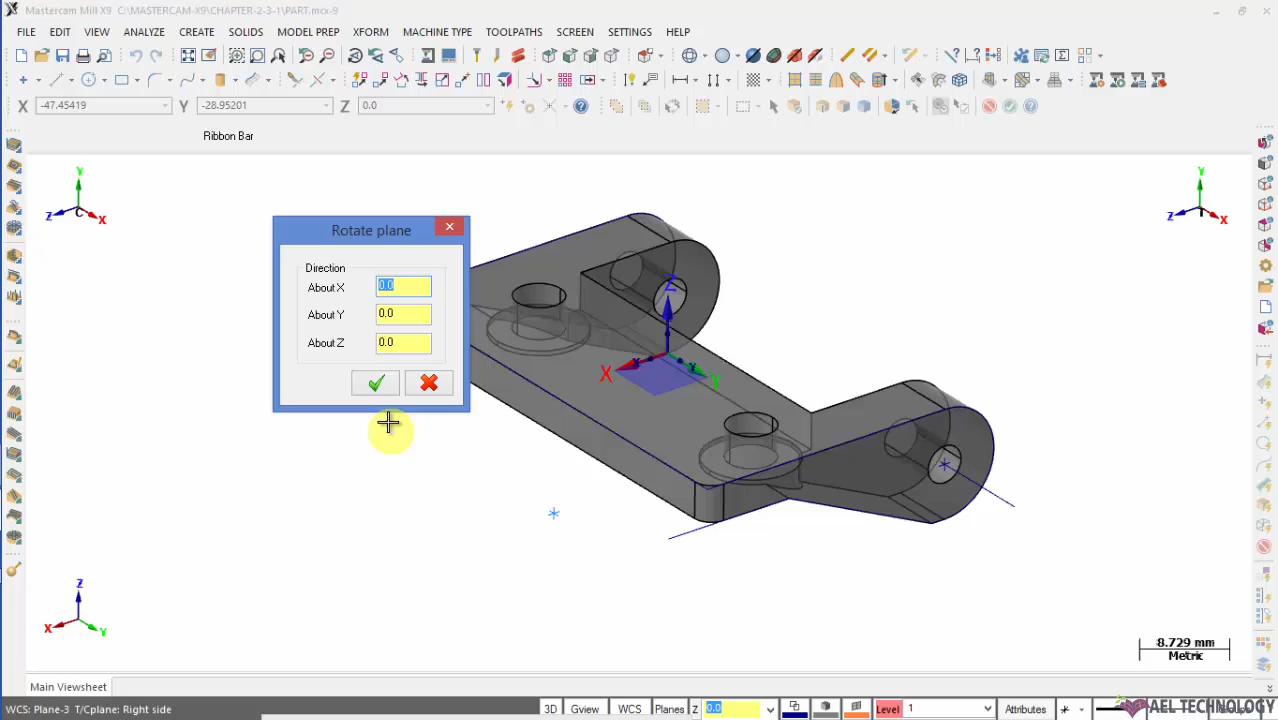 Mastercam Mill X9 C:\MASTERCAM-X9\CHAPTER-2-3-1\PART.mcx-9
FILE EDIT VIEW ANALYZE CREATE SOLIDS MODEL PREP XFORM MACHINE TYPE TOOLPATHS SCREEN SETTINGS HELP
X -47.45419 Y -28.95201 Z 0.0
Ribbon Bar
Y
Z C X
Y
Z X
Rotate plane
Direction
About X 0.0
About Y 0.0
About Z 0.0
Z
X
Y
X Y
Z
X Y
8.729 mm
Metric
Main Viewsheet
WCS: Plane-3 T/Cplane: Right side 3D Gview WCS Planes Z 0.0 Level 1 Attributes
AEL TECHNOLOGY